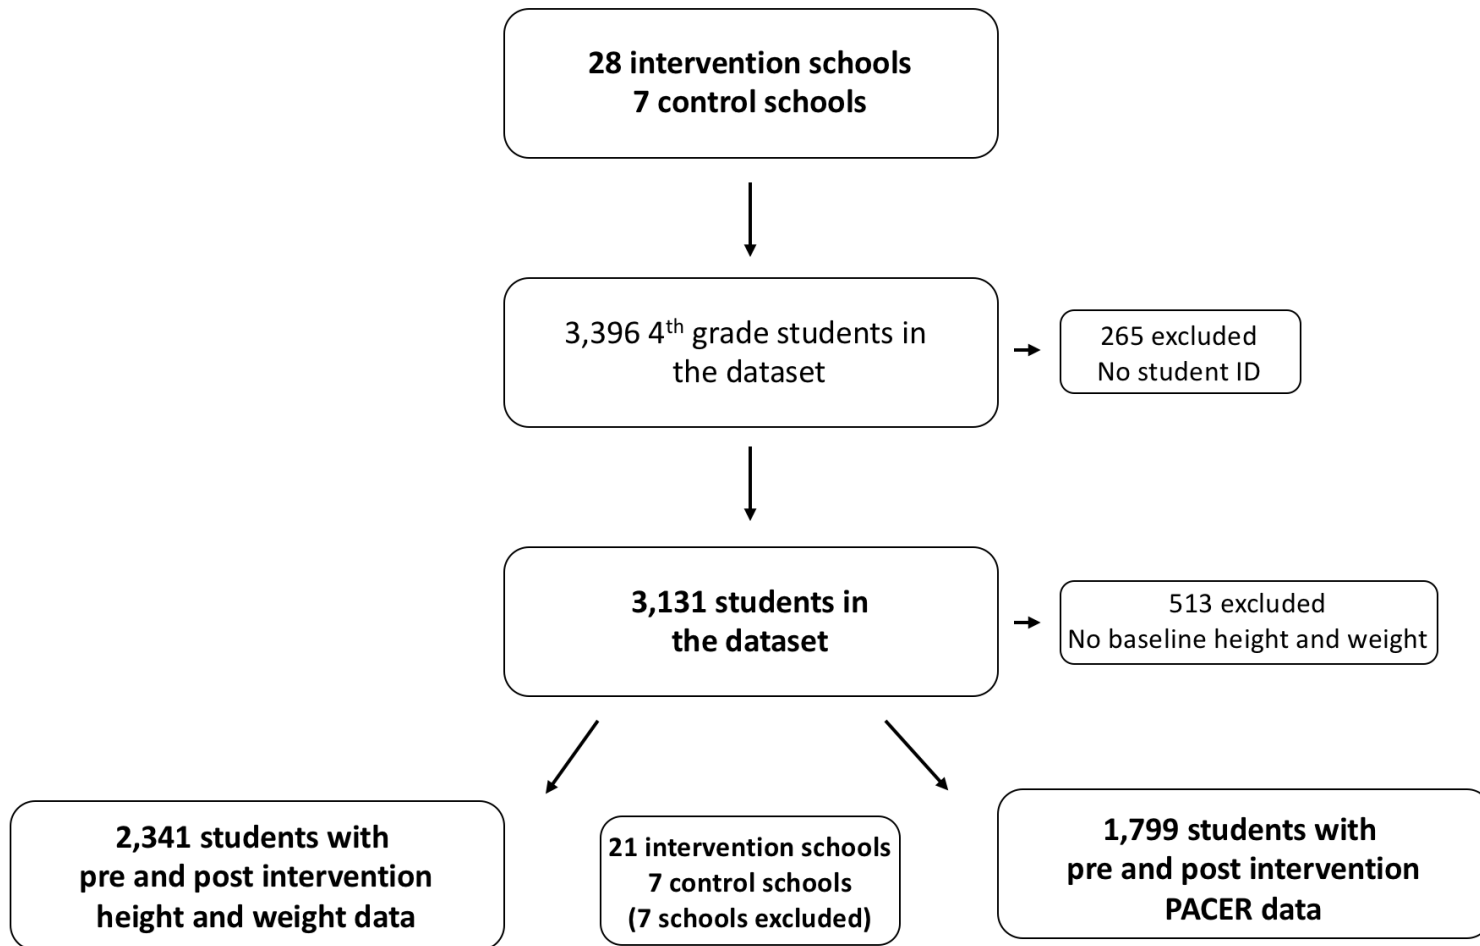 28 intervention schools
7 control schools
3,396 4th grade students in
the dataset
265 excluded
No student ID
3,131 students in
the dataset
513 excluded
No baseline height and weight
2,341 students with
pre and post intervention
height and weight data
21 intervention schools
7 control schools
(7 schools excluded)
1,799 students with
pre and post intervention
PACER data